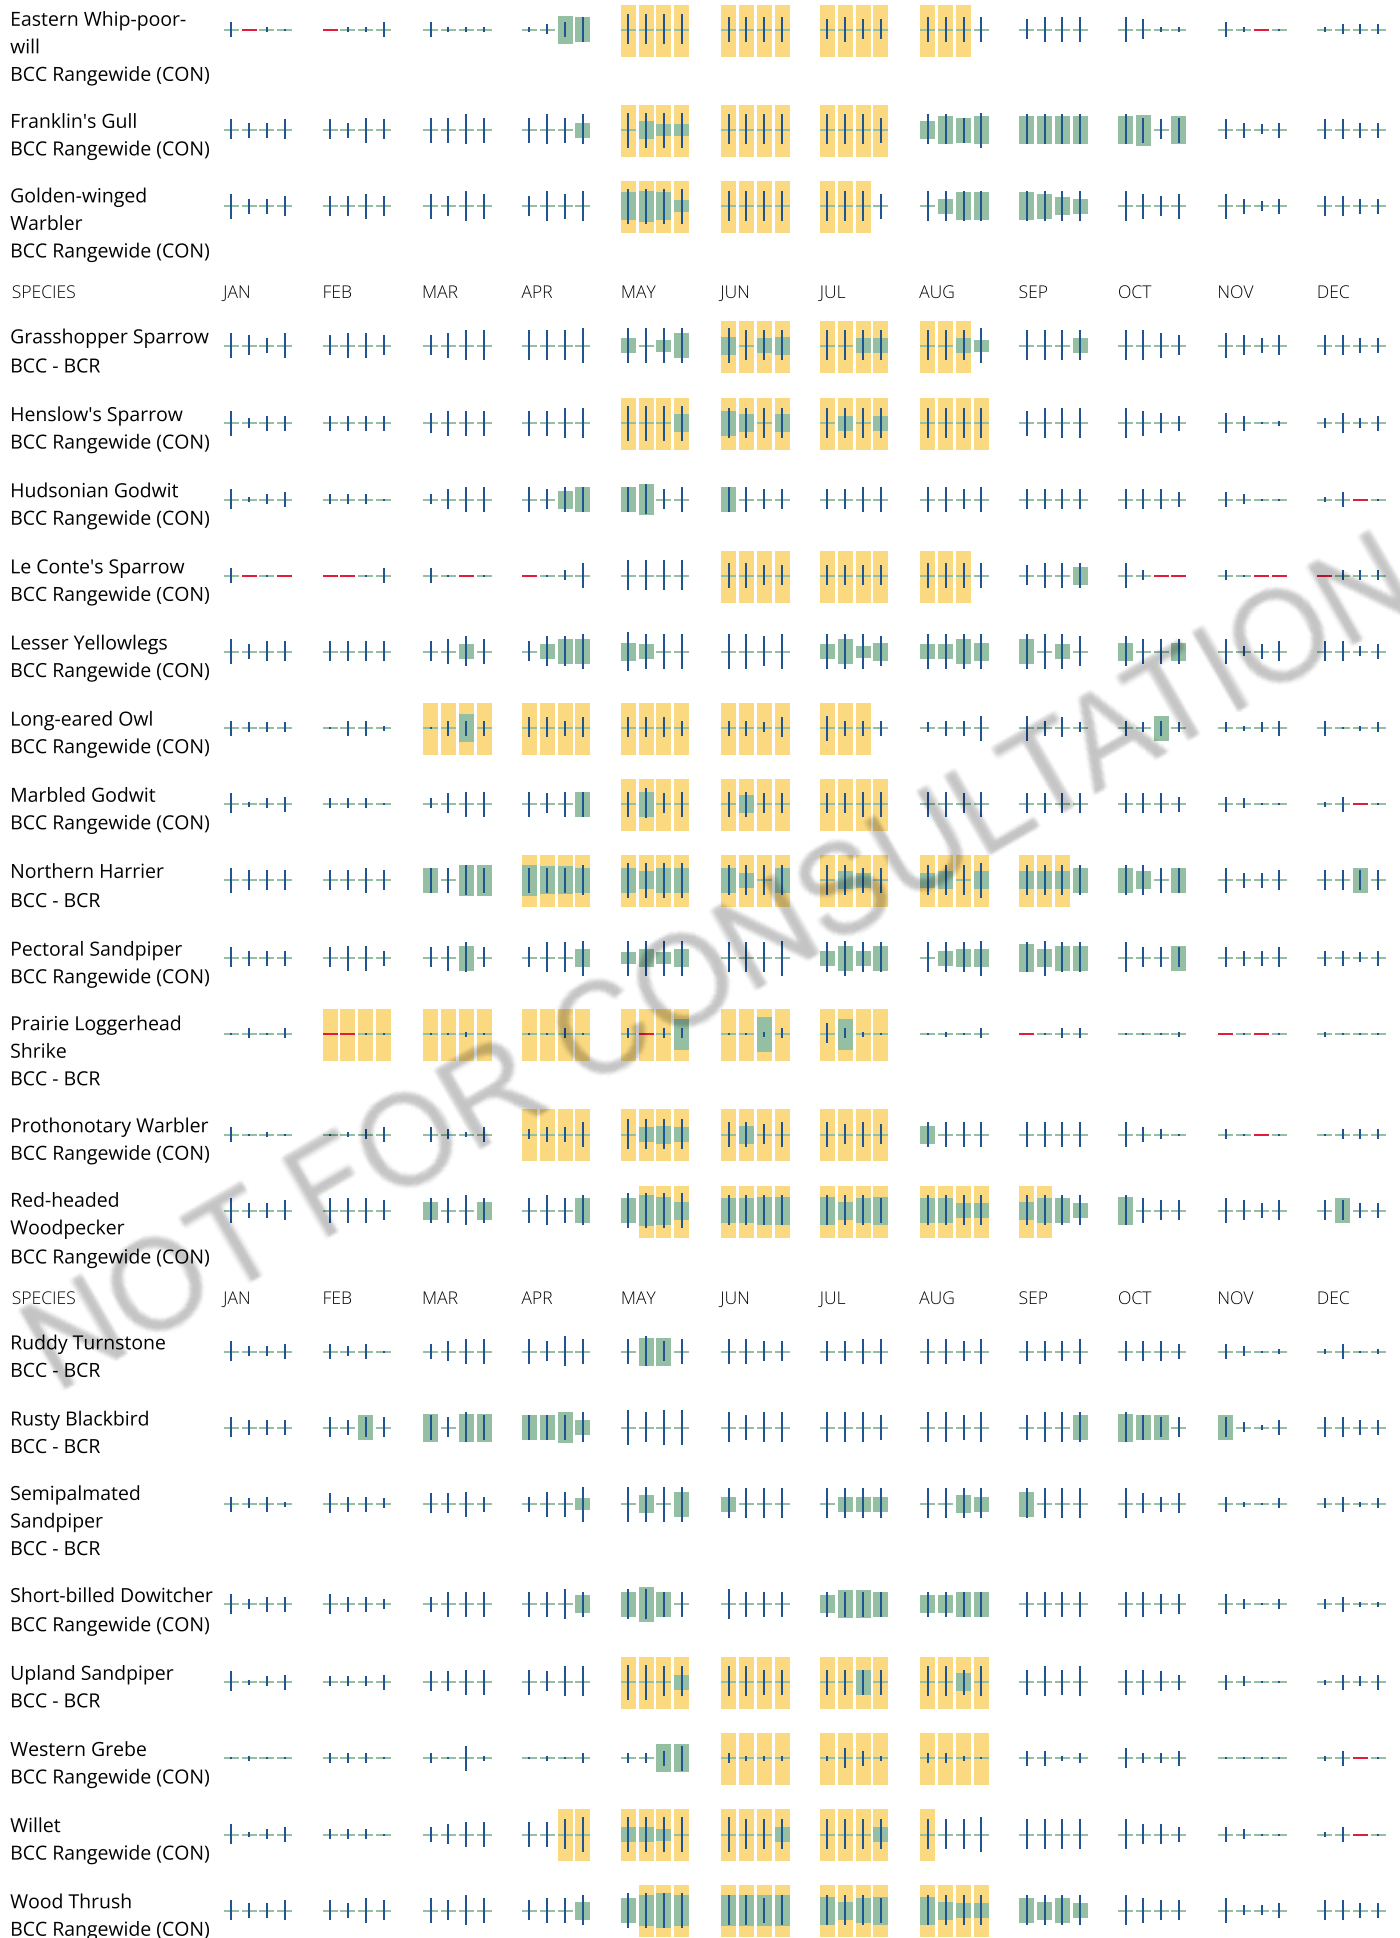 Eastern Whip-poor-
will
BCC Rangewide (CON)
Franklin's Gull
BCC Rangewide (CON)
Golden-winged
Warbler
BCC Rangewide (CON)
SPECIES JAN FEB MAR APR MAY JUN JUL AUG SEP OCT NOV DEC
Grasshopper Sparrow
BCC - BCR
Henslow's Sparrow
BCC Rangewide (CON)
Hudsonian Godwit
BCC Rangewide (CON)
Le Conte's Sparrow
BCC Rangewide (CON)
Lesser Yellowlegs
BCC Rangewide (CON)
Long-eared Owl
BCC Rangewide (CON)
Marbled Godwit
BCC Rangewide (CON)
Northern Harrier
BCC - BCR
Pectoral Sandpiper
BCC Rangewide (CON)
Prairie Loggerhead
Shrike
BCC - BCR
Prothonotary Warbler
BCC Rangewide (CON)
Red-headed
Woodpecker
BCC Rangewide (CON)
SPECIES JAN FEB MAR APR MAY JUN JUL AUG SEP OCT NOV DEC
Ruddy Turnstone
BCC - BCR
Rusty Blackbird
BCC - BCR
Semipalmated
Sandpiper
BCC - BCR
Short-billed Dowitcher
BCC Rangewide (CON)
Upland Sandpiper
BCC - BCR
Western Grebe
BCC Rangewide (CON)
Willet
BCC Rangewide (CON)
Wood Thrush
BCC Rangewide (CON)
NOT FOR CONSULTATION